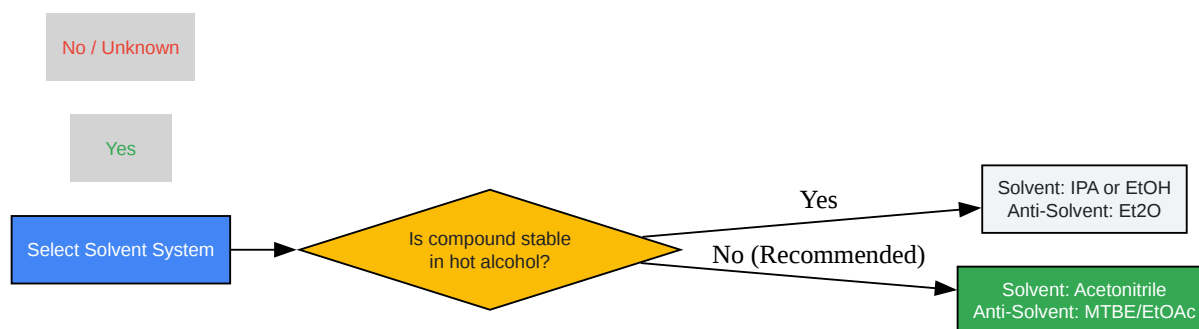 No / Unknown
Yes
Select Solvent System
Is compound stable
in hot alcohol?
Yes
No (Recommended)
Solvent: IPA or EtOH
Anti-Solvent: Et2O
Solvent: Acetonitrile
Anti-Solvent: MTBE/EtOAc